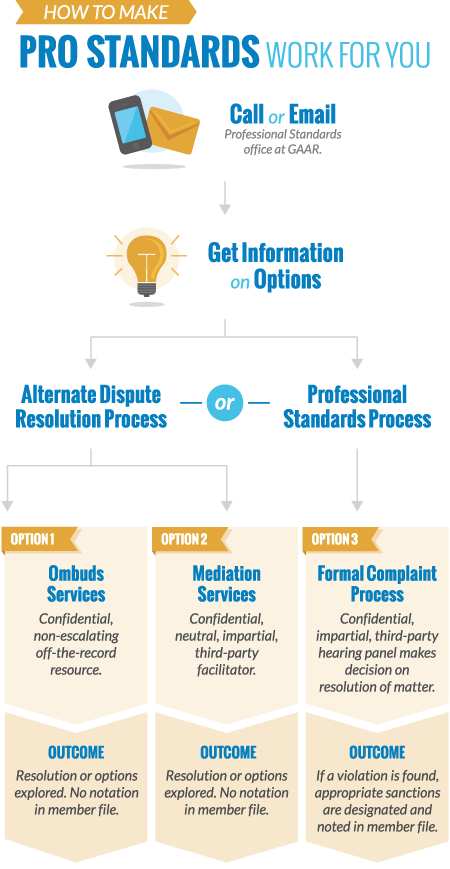 HOW TO MAKE
PRO STANDARDS WORK FOR YOU
Call or Email
Professional Standards
office at GAAR.
Get Information
on Options
Alternate Dispute
Resolution Process
or
Professional
Standards Process
OPTION 1
Ombuds
Services
Confidential,
non-escalating
off-the-record
resource.
OUTCOME
Resolution or options
explored. No notation
in member file.
OPTION 2
Mediation
Services
Confidential,
neutral, impartial,
third-party
facilitator.
OUTCOME
Resolution or options
explored. No notation
in member file.
OPTION 3
Formal Complaint
Process
Confidential,
impartial, third-party
hearing panel makes
decision on
resolution of matter.
OUTCOME
If a violation is found,
appropriate sanctions
are designated and
noted in member file.